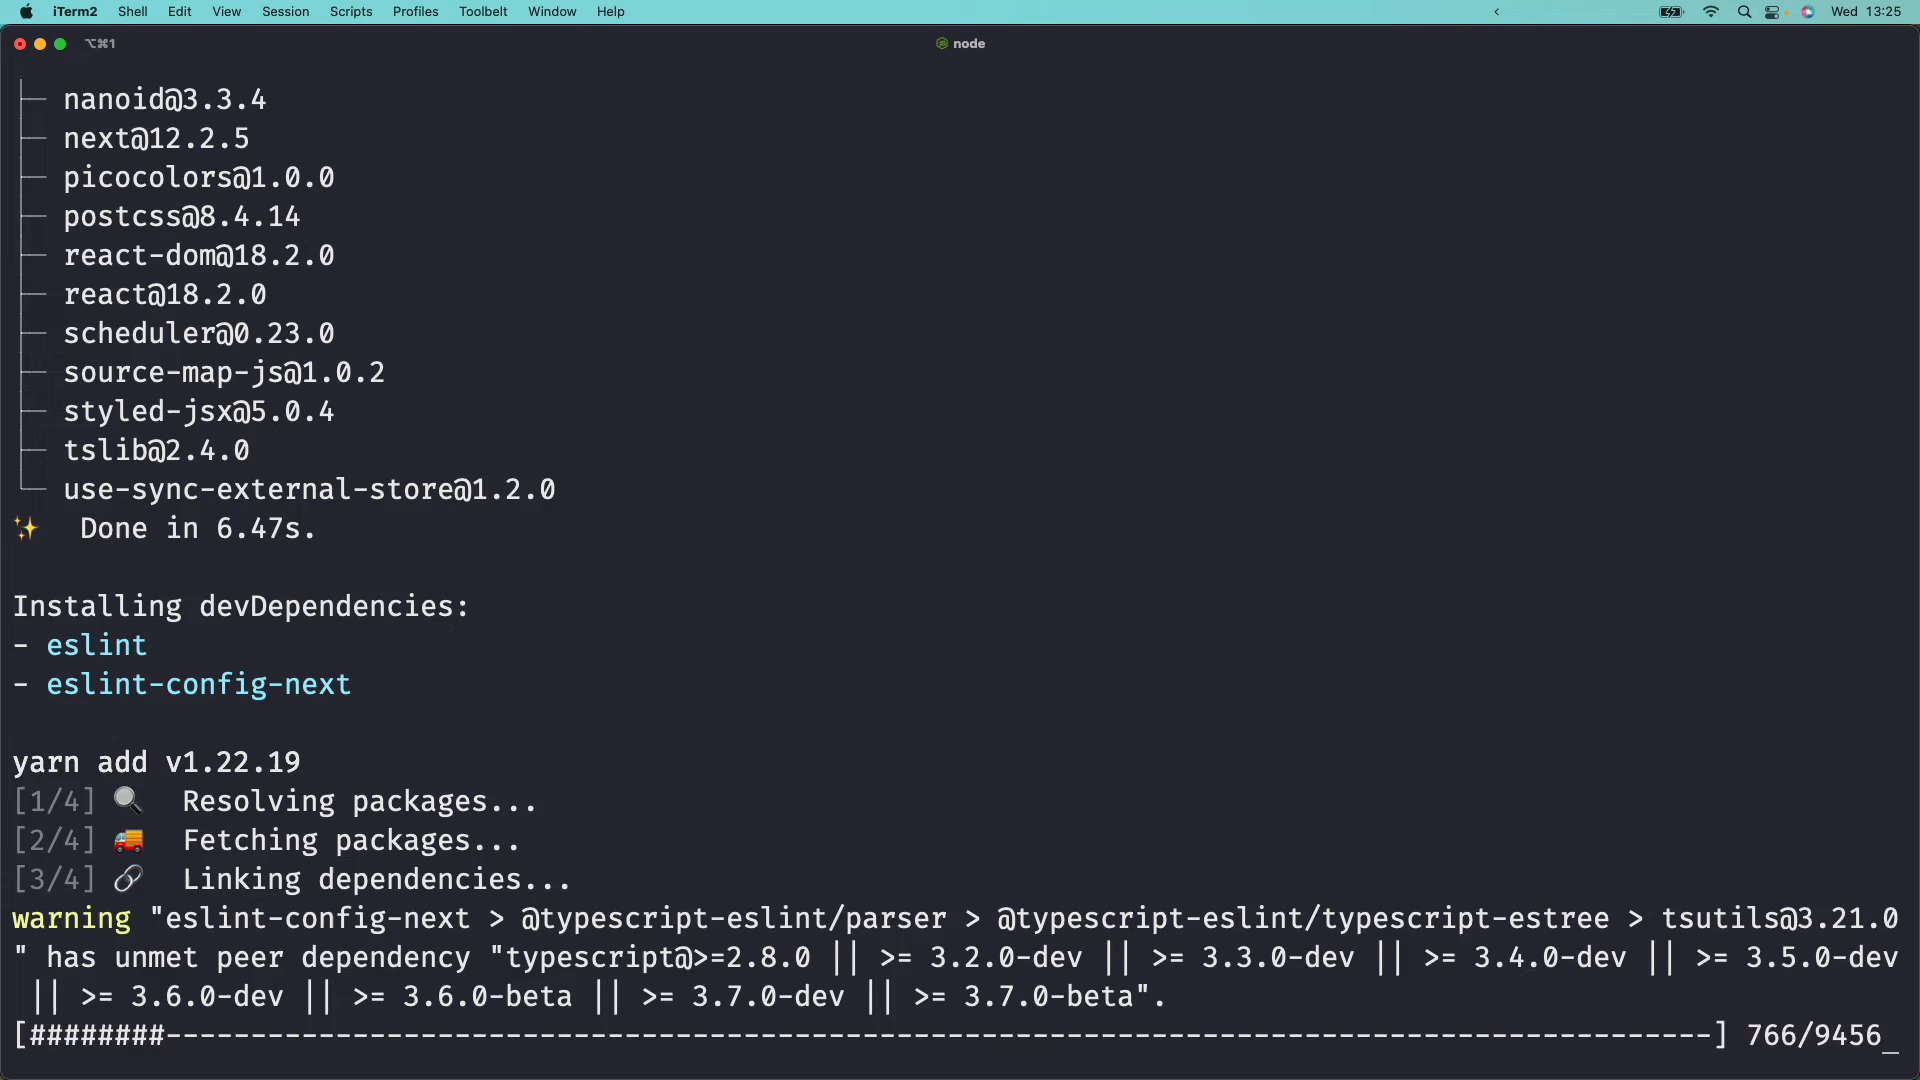 iTerm2 Shell Edit View Session Scripts Profiles Toolbelt Window Help Wed 13:25
⌥⌘1 node
├─ nanoid@3.3.4
├─ next@12.2.5
├─ picocolors@1.0.0
├─ postcss@8.4.14
├─ react-dom@18.2.0
├─ react@18.2.0
├─ scheduler@0.23.0
├─ source-map-js@1.0.2
├─ styled-jsx@5.0.4
├─ tslib@2.4.0
└─ use-sync-external-store@1.2.0
✨ Done in 6.47s.
Installing devDependencies:
- eslint
- eslint-config-next
yarn add v1.22.19
[1/4] 🔍 Resolving packages...
[2/4] 🚚 Fetching packages...
[3/4] 🔗 Linking dependencies...
warning "eslint-config-next > @typescript-eslint/parser > @typescript-eslint/typescript-estree > tsutils@3.21.0
" has unmet peer dependency "typescript@>=2.8.0 || >= 3.2.0-dev || >= 3.3.0-dev || >= 3.4.0-dev || >= 3.5.0-dev
|| >= 3.6.0-dev || >= 3.6.0-beta || >= 3.7.0-dev || >= 3.7.0-beta".
[########-------------------------------------------------------------------------------------------] 766/9456_